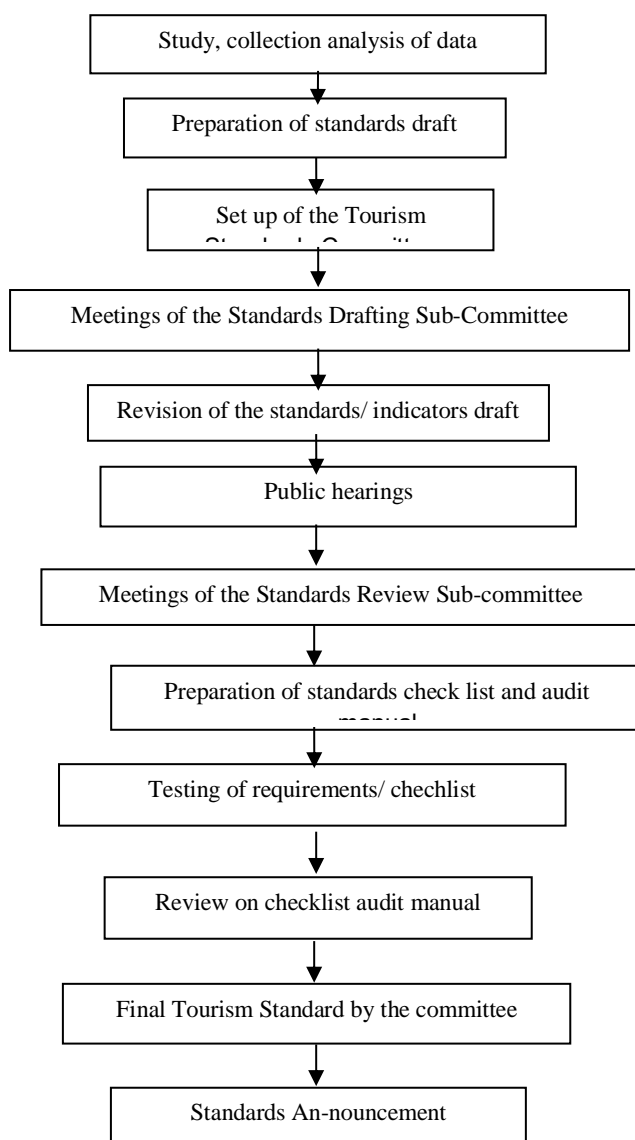 Study, collection analysis of data
Preparation of standards draft
Set up of the Tourism
Meetings of the Standards Drafting Sub-Committee
Revision of the standards/ indicators draft
Public hearings
Meetings of the Standards Review Sub-committee
Preparation of standards check list and audit
manual
Testing of requirements/ chechlist
Review on checklist audit manual
Final Tourism Standard by the committee
Standards An-nouncement